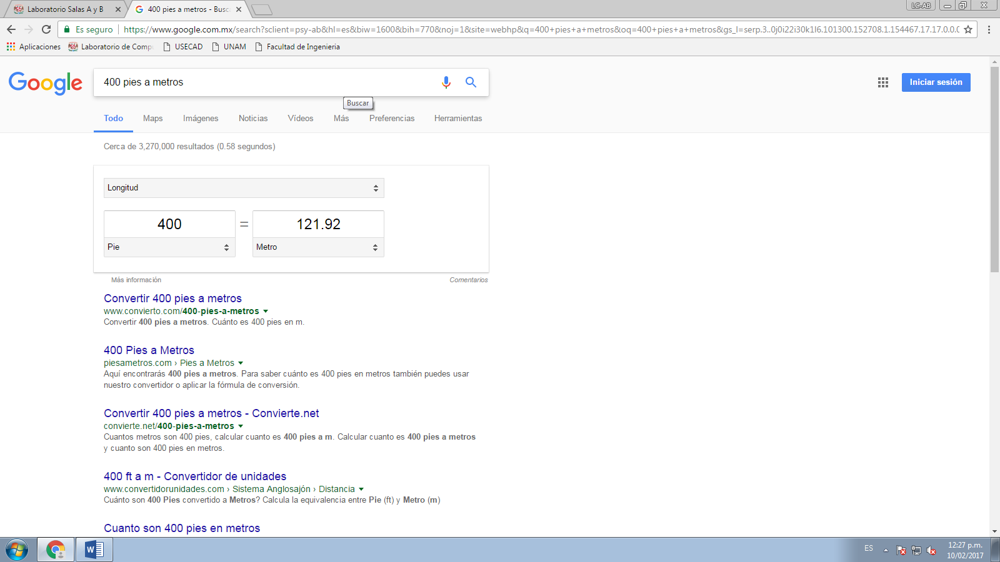 Laboratorio Salas A y B
400 pies a metros - Busc
LC-AB
Es seguro
https://www.google.com.mx/search?sclient=psy-ab&hl=es&biw=1600&bih=770&noj=1&site=webhp&q=400+pies+a+metros&oq=400+pies+a+metros&gs_l=serp.3..0j0i22i30k1l6.101300.152708.1.154467.17.17.0.0.0
Aplicaciones
Laboratorio de Comp
USECAD
UNAM
Facultad de Ingenieria
Google
400 pies a metros
Iniciar sesión
Buscar
Todo
Maps
Imágenes
Noticias
Vídeos
Más
Preferencias
Herramientas
Cerca de 3,270,000 resultados (0.58 segundos)
Longitud
400 = 121.92
Pie
Metro
Más información
Comentarios
Convertir 400 pies a metros
www.convierto.com/400-pies-a-metros
Convertir 400 pies a metros. Cuánto es 400 pies en m.
400 Pies a Metros
piesametros.com › Pies a Metros
Aquí encontrarás 400 pies a metros. Para saber cuánto es 400 pies en metros también puedes usar
nuestro convertidor o aplicar la fórmula de conversión.
Convertir 400 pies a metros - Convierte.net
convierte.net/400-pies-a-metros
Cuantos metros son 400 pies, calcular cuanto es 400 pies a m. Calcular cuanto es 400 pies a metros
y cuanto son 400 pies en metros.
400 ft a m - Convertidor de unidades
www.convertidorunidades.com › Sistema Anglosajón › Distancia
Cuánto son 400 Pies convertido a Metros? Calcula la equivalencia entre Pie (ft) y Metro (m)
Cuanto son 400 pies en metros
W
ES
12:27 p.m.
10/02/2017